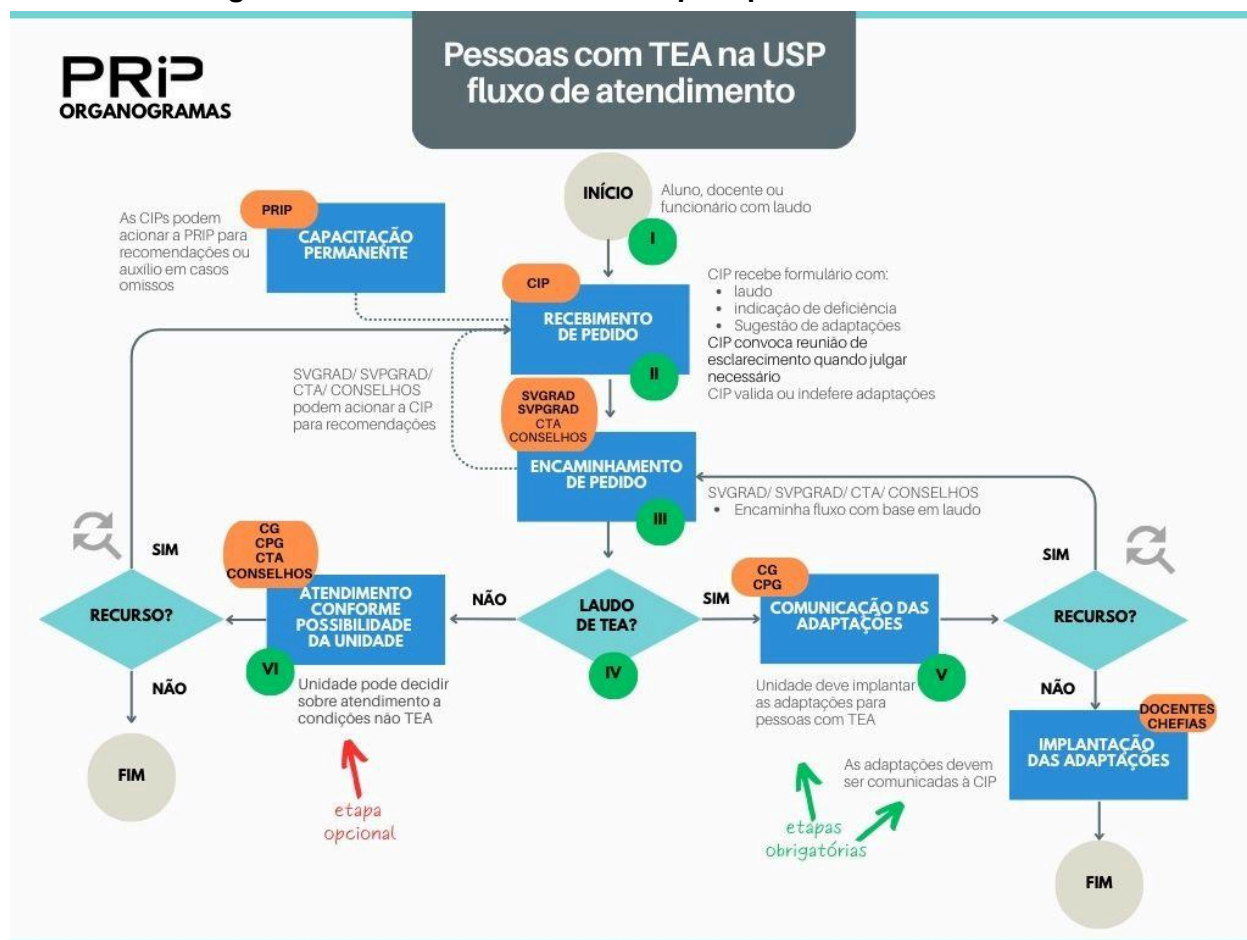 PRiP
ORGANOGRAMAS
Pessoas com TEA na USP
fluxo de atendimento
INÍCIO
Aluno, docente ou
funcionário com laudo
I
As CIPs podem
acionar a PRIP para
recomendações ou
auxílio em casos
omissos
PRIP
CAPACITAÇÃO
PERMANENTE
CIP
RECEBIMENTO
DE PEDIDO
II
CIP recebe formulário com:
• laudo
• indicação de deficiência
• Sugestão de adaptações
CIP convoca reunião de
esclarecimento quando julgar
necessário
CIP valida ou indefere adaptações
SVGRAD/ SVPGRAD/
CTA/ CONSELHOS
podem acionar a CIP
para recomendações
SVGRAD
SVPGRAD
CTA
CONSELHOS
ENCAMINHAMENTO
DE PEDIDO
III
SVGRAD/ SVPGRAD/ CTA/ CONSELHOS
• Encaminha fluxo com base em laudo
SIM
RECURSO?
NÃO
FIM
CG
CPG
CTA
CONSELHOS
ATENDIMENTO
CONFORME
POSSIBILIDADE
DA UNIDADE
VI
Unidade pode decidir
sobre atendimento a
condições não TEA
etapa
opcional
NÃO
LAUDO
DE TEA?
IV
SIM
CG
CPG
COMUNICAÇÃO DAS
ADAPTAÇÕES
V
Unidade deve implantar
as adaptações para
pessoas com TEA
As adaptações devem
ser comunicadas à CIP
etapas
obrigatórias
SIM
RECURSO?
NÃO
DOCENTES
CHEFIAS
IMPLANTAÇÃO
DAS ADAPTAÇÕES
FIM